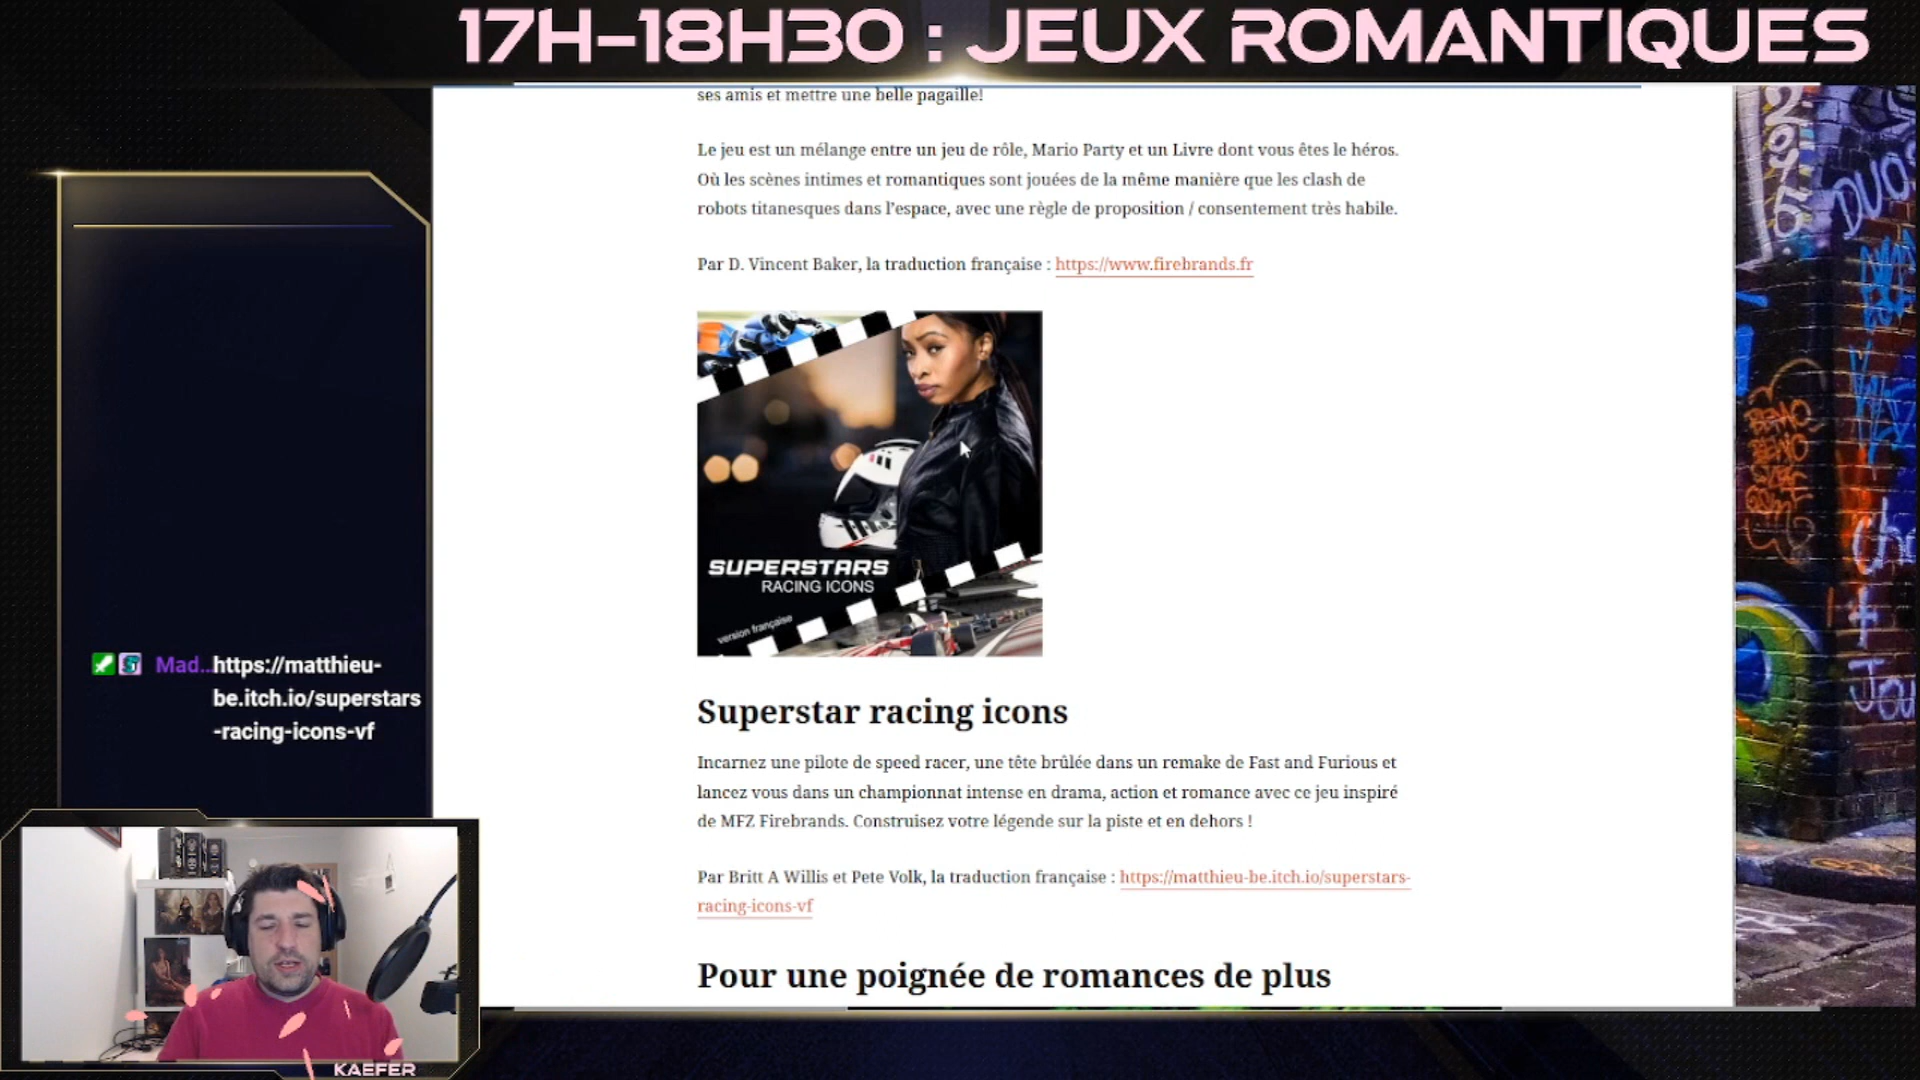 17H-18H30 : JEUX ROMANTIQUES
ses amis et mettre une belle pagaille!
Le jeu est un mélange entre un jeu de rôle, Mario Party et un Livre dont vous êtes le héros.
Où les scènes intimes et romantiques sont jouées de la même manière que les clash de
robots titanesques dans l'espace, avec une règle de proposition / consentement très habile.
Par D. Vincent Baker, la traduction française : https://www.firebrands.fr
SUPERSTARS
RACING ICONS
version française
Mad... https://matthieu-
be.itch.io/superstars
-racing-icons-vf
Superstar racing icons
Incarnez une pilote de speed racer, une tête brûlée dans un remake de Fast and Furious et
lancez vous dans un championnat intense en drama, action et romance avec ce jeu inspiré
de MFZ Firebrands. Construisez votre légende sur la piste et en dehors !
Par Britt A Willis et Pete Volk, la traduction française : https://matthieu-be.itch.io/superstars-
racing-icons-vf
Pour une poignée de romances de plus
KAEFER